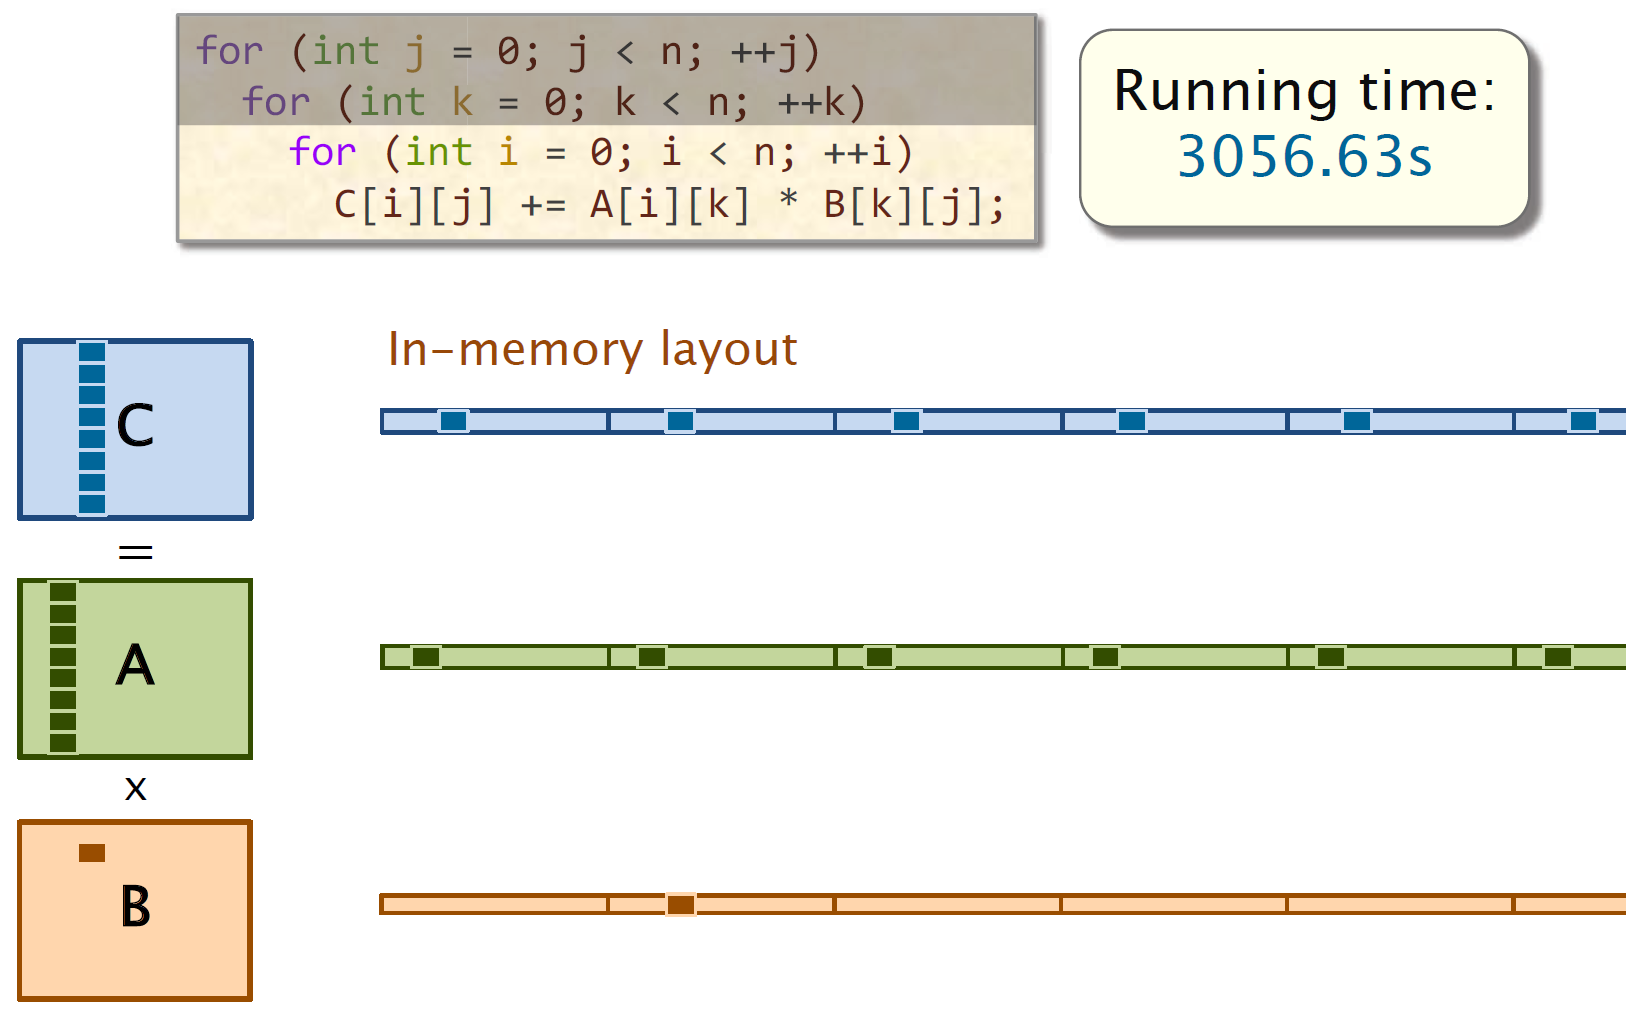 for (int j = 0; j < n; ++j)
  for (int k = 0; k < n; ++k)
    for (int i = 0; i < n; ++i)
      C[i][j] += A[i][k] * B[k][j];
Running time:
3056.63s
In-memory layout
C
=
A
x
B